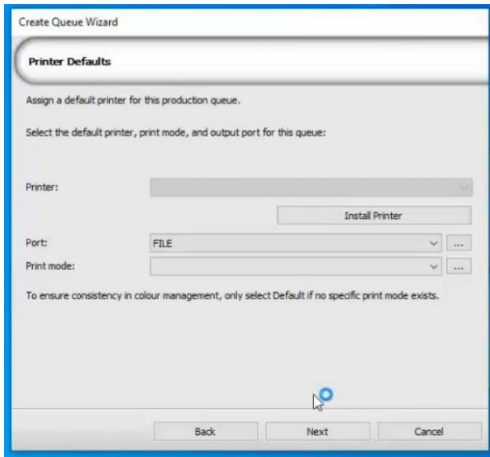 Create Queue Wizard
Printer Defaults
Assign a default printer for this production queue.
Select the default printer, print mode, and output port for this queue:
Printer:
Install Printer
Port:
FILE
...
Print mode:
...
To ensure consistency in colour management, only select Default if no specific print mode exists.
Back
Next
Cancel